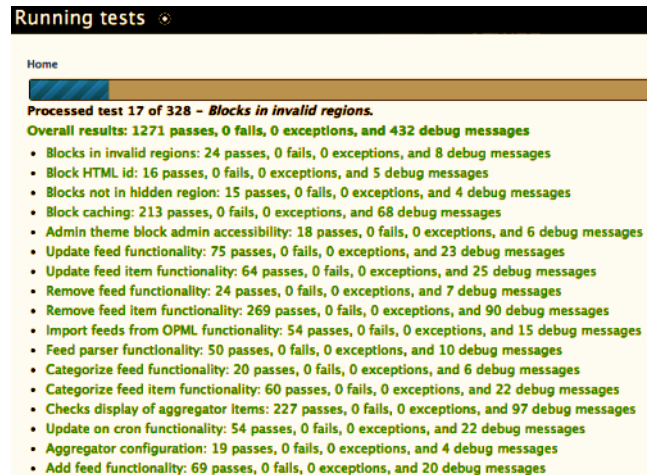 Running tests
Home
Processed test 17 of 328 – Blocks in invalid regions.
Overall results: 1271 passes, 0 fails, 0 exceptions, and 432 debug messages
• Blocks in invalid regions: 24 passes, 0 fails, 0 exceptions, and 8 debug messages
• Block HTML id: 16 passes, 0 fails, 0 exceptions, and 5 debug messages
• Blocks not in hidden region: 15 passes, 0 fails, 0 exceptions, and 4 debug messages
• Block caching: 213 passes, 0 fails, 0 exceptions, and 68 debug messages
• Admin theme block admin accessibility: 18 passes, 0 fails, 0 exceptions, and 6 debug messages
• Update feed functionality: 75 passes, 0 fails, 0 exceptions, and 23 debug messages
• Update feed item functionality: 64 passes, 0 fails, 0 exceptions, and 25 debug messages
• Remove feed functionality: 24 passes, 0 fails, 0 exceptions, and 7 debug messages
• Remove feed item functionality: 269 passes, 0 fails, 0 exceptions, and 90 debug messages
• Import feeds from OPML functionality: 54 passes, 0 fails, 0 exceptions, and 15 debug messages
• Feed parser functionality: 50 passes, 0 fails, 0 exceptions, and 10 debug messages
• Categorize feed functionality: 20 passes, 0 fails, 0 exceptions, and 6 debug messages
• Categorize feed item functionality: 60 passes, 0 fails, 0 exceptions, and 22 debug messages
• Checks display of aggregator items: 227 passes, 0 fails, 0 exceptions, and 97 debug messages
• Update on cron functionality: 54 passes, 0 fails, 0 exceptions, and 22 debug messages
• Aggregator configuration: 19 passes, 0 fails, 0 exceptions, and 4 debug messages
• Add feed functionality: 69 passes, 0 fails, 0 exceptions, and 20 debug messages